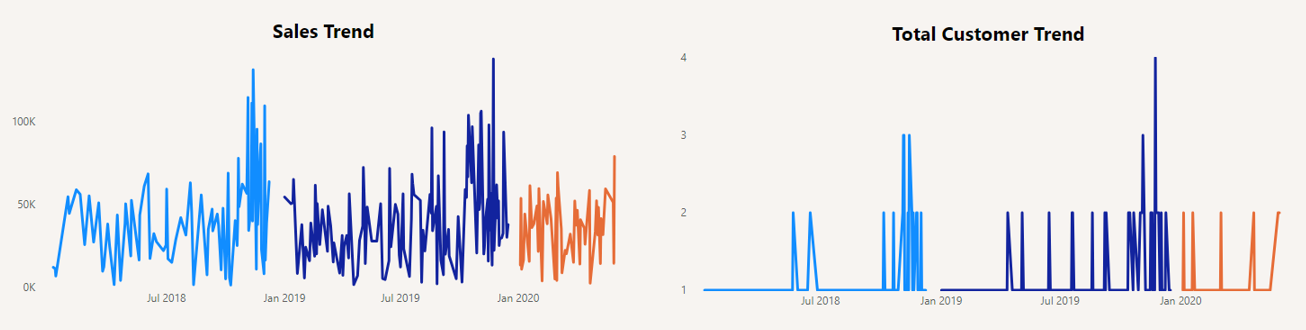 Sales Trend
100K
50K
0K
Jul 2018
Jan 2019
Jul 2019
Jan 2020
Total Customer Trend
4
3
2
1
Jul 2018
Jan 2019
Jul 2019
Jan 2020